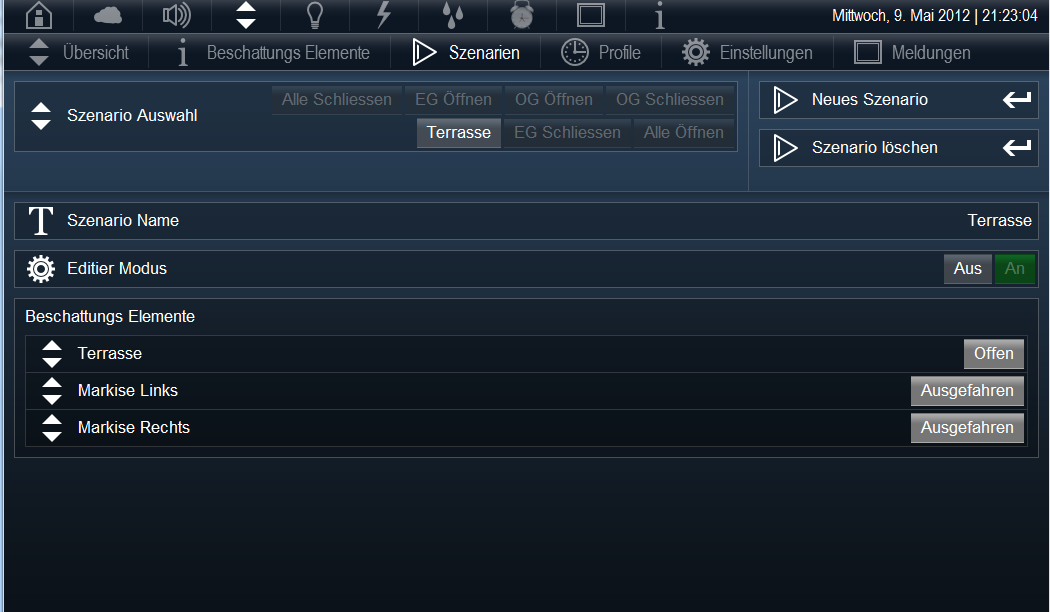 Mittwoch, 9. Mai 2012 | 21:23:04
Übersicht Beschattungs Elemente Szenarien Profile Einstellungen Meldungen
Szenario Auswahl
Alle Schliessen EG Öffnen OG Öffnen OG Schliessen
Terrasse EG Schliessen Alle Öffnen
Neues Szenario
Szenario löschen
Szenario Name Terrasse
Editier Modus Aus An
Beschattungs Elemente
Terrasse Offen
Markise Links Ausgefahren
Markise Rechts Ausgefahren